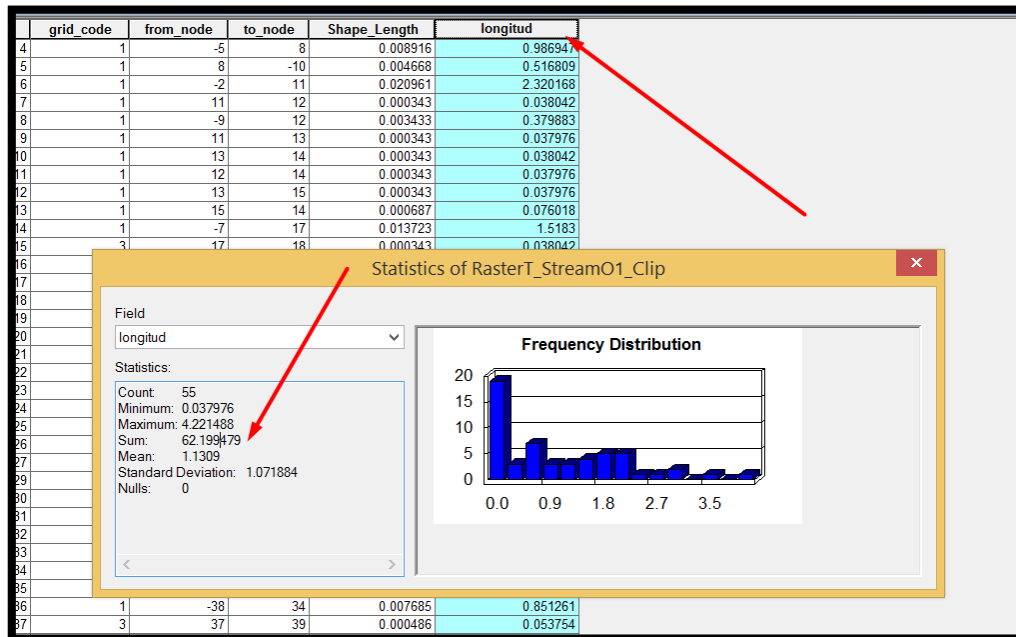 grid_code from_node to_node Shape_Length longitud
4 1 -5 8 0.008916 0.986947
5 1 8 -10 0.004668 0.516809
6 1 -2 11 0.020961 2.320168
7 1 11 12 0.000343 0.038042
8 1 -9 12 0.003433 0.379883
9 1 11 13 0.000343 0.037976
10 1 13 14 0.000343 0.038042
11 1 12 14 0.000343 0.037976
12 1 13 15 0.000343 0.037976
13 1 15 14 0.000687 0.076018
14 1 -7 17 0.013723 1.5183
15 3 17 18 0.000343 0.038042
16
17
18
19
20
21
22
23
24
25
26
27
29
30
31
32
33
34
35
Statistics of RasterT_StreamO1_Clip
Field
longitud
Statistics:
Count: 55
Minimum: 0.037976
Maximum: 4.221488
Sum: 62.199479
Mean: 1.1309
Standard Deviation: 1.071884
Nulls: 0
Frequency Distribution
20
15
10
5
0
0.0 0.9 1.8 2.7 3.5
36 1 -38 34 0.007685 0.851261
37 3 37 39 0.000486 0.053754